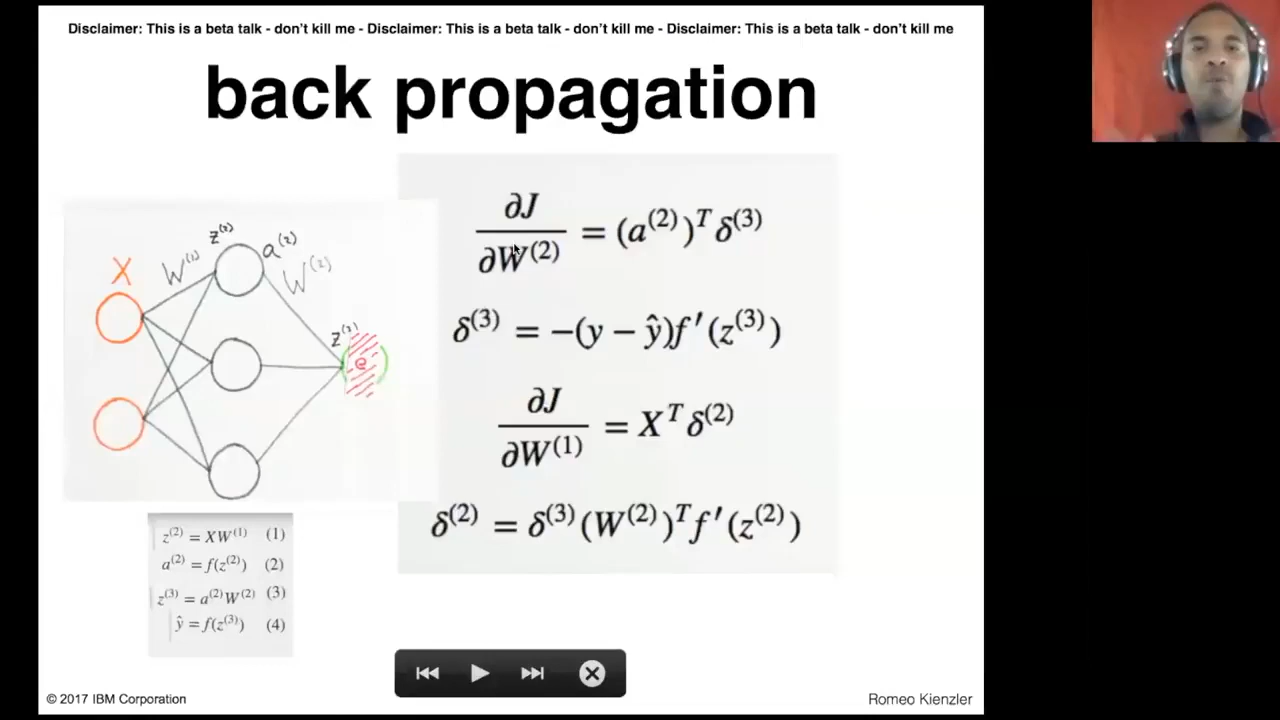 Disclaimer: This is a beta talk - don't kill me - Disclaimer: This is a beta talk - don't kill me - Disclaimer: This is a beta talk - don't kill me
back propagation
∂J/∂W⁽²⁾ = (a⁽²⁾)ᵀδ⁽³⁾
δ⁽³⁾ = −(y − ŷ)f′(z⁽³⁾)
∂J/∂W⁽¹⁾ = Xᵀδ⁽²⁾
δ⁽²⁾ = δ⁽³⁾(W⁽²⁾)ᵀf′(z⁽²⁾)
X W⁽¹⁾ z⁽²⁾ a⁽²⁾ W⁽²⁾
z⁽³⁾
e
z⁽²⁾ = XW⁽¹⁾ (1)
a⁽²⁾ = f(z⁽²⁾) (2)
z⁽³⁾ = a⁽²⁾W⁽²⁾ (3)
ŷ = f(z⁽³⁾) (4)
© 2017 IBM Corporation
Romeo Kienzler